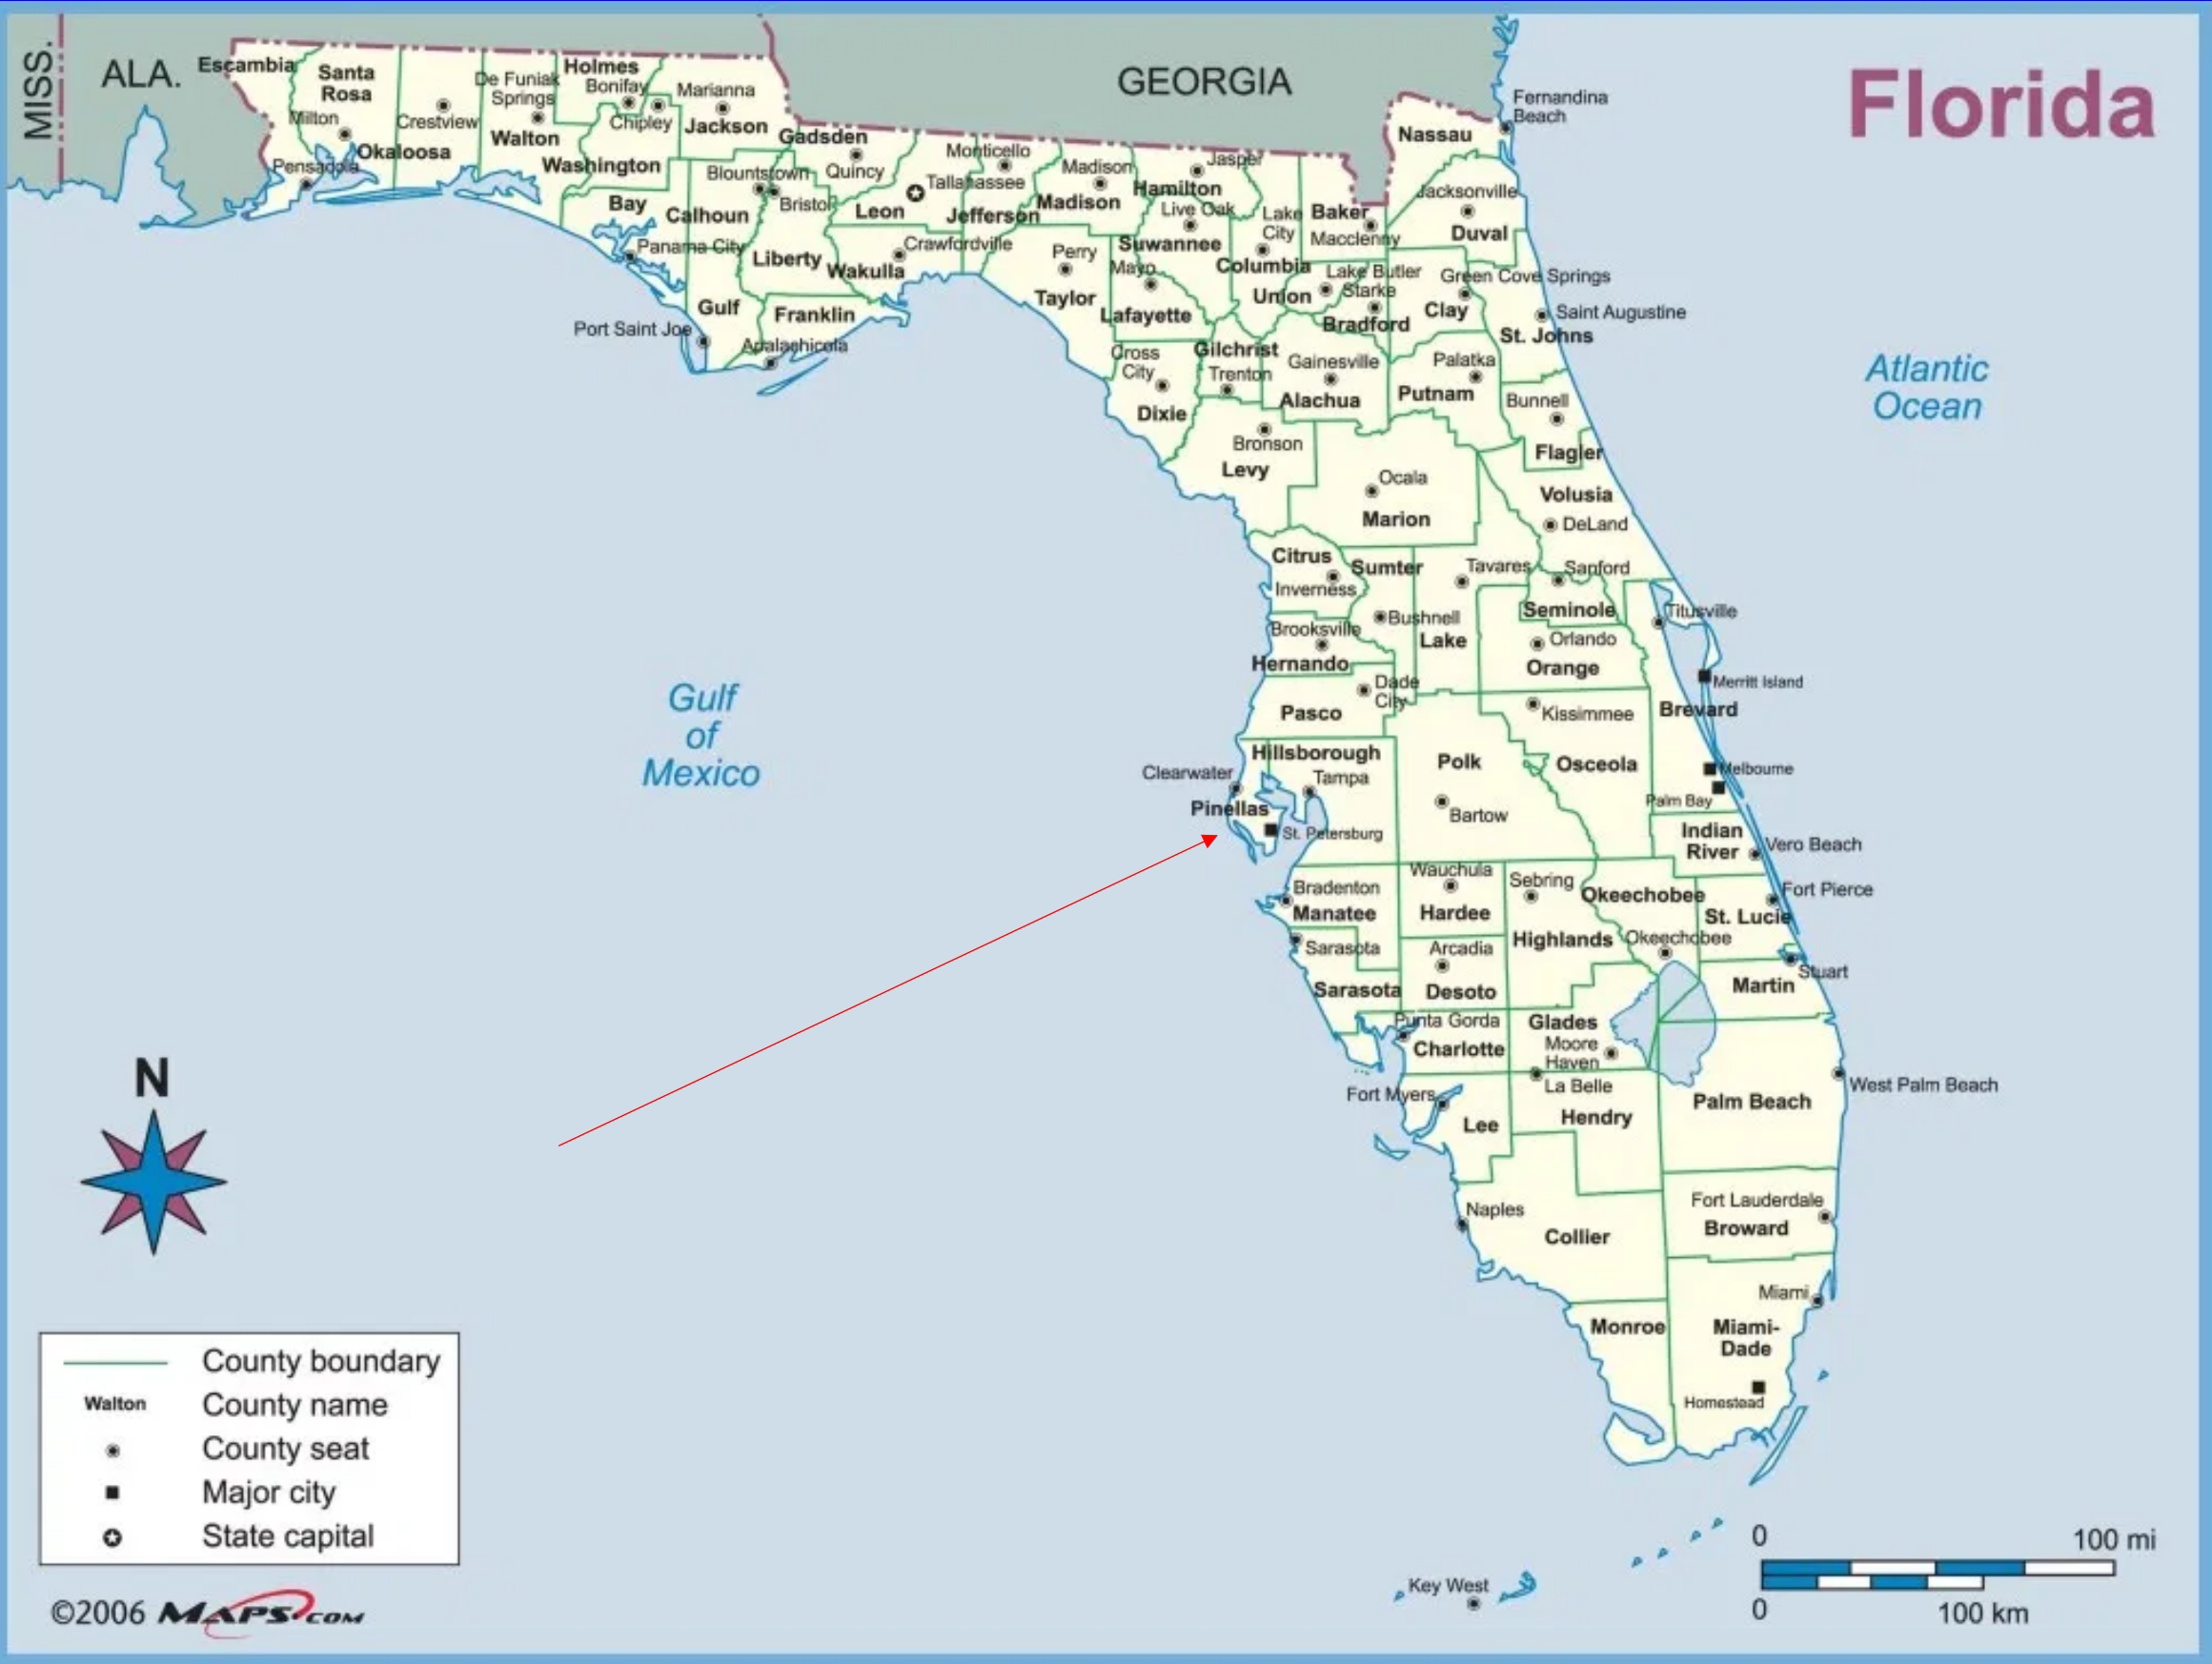 Florida
MISS.
ALA.
GEORGIA
Atlantic
Ocean
Gulf
of
Mexico
Escambia
Santa
Rosa
Milton
Pensacola
Okaloosa
Crestview
De Funiak
Springs
Walton
Holmes
Bonifay
Chipley
Washington
Marianna
Jackson
Bay
Panama City
Calhoun
Blountstown
Bristol
Liberty
Gulf
Port Saint Joe
Franklin
Apalachicola
Gadsden
Quincy
Leon
Tallahassee
Wakulla
Crawfordville
Monticello
Jefferson
Madison
Madison
Perry
Taylor
Jasper
Hamilton
Live Oak
Suwannee
Mayo
Lafayette
Lake
City
Columbia
Baker
Macclenny
Nassau
Fernandina
Beach
Jacksonville
Duval
Lake Butler
Union
Starke
Bradford
Green Cove Springs
Clay
Saint Augustine
St. Johns
Cross
City
Dixie
Gilchrist
Trenton
Gainesville
Alachua
Palatka
Putnam
Bunnell
Flagler
Bronson
Levy
Ocala
Marion
Volusia
DeLand
Citrus
Inverness
Sumter
Bushnell
Tavares
Lake
Sanford
Seminole
Orlando
Orange
Titusville
Merritt Island
Brevard
Melbourne
Palm Bay
Brooksville
Hernando
Dade
City
Pasco
Kissimmee
Osceola
Hillsborough
Tampa
Clearwater
Pinellas
St. Petersburg
Polk
Bartow
Indian
River
Vero Beach
Bradenton
Manatee
Wauchula
Hardee
Sebring
Highlands
Okeechobee
Okeechobee
Fort Pierce
St. Lucie
Sarasota
Sarasota
Arcadia
Desoto
Stuart
Martin
Punta Gorda
Charlotte
Glades
Moore
Haven
La Belle
Hendry
Fort Myers
Lee
West Palm Beach
Palm Beach
Naples
Collier
Fort Lauderdale
Broward
Monroe
Miami
Miami-
Dade
Homestead
Key West
N
County boundary
Walton County name
County seat
Major city
State capital
©2006 MAPS.COM
0 100 mi
0 100 km